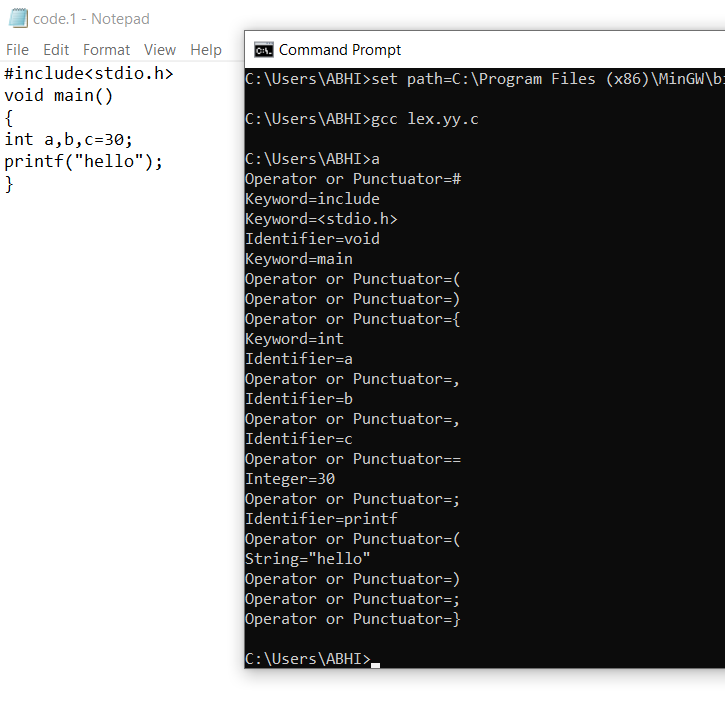 code.1 - Notepad
File Edit Format View Help
#include<stdio.h>
void main()
{
int a,b,c=30;
printf("hello");
}
Command Prompt
C:\Users\ABHI>set path=C:\Program Files (x86)\MinGW\bi
C:\Users\ABHI>gcc lex.yy.c
C:\Users\ABHI>a
Operator or Punctuator=#
Keyword=include
Keyword=<stdio.h>
Identifier=void
Keyword=main
Operator or Punctuator=(
Operator or Punctuator=)
Operator or Punctuator={
Keyword=int
Identifier=a
Operator or Punctuator=,
Identifier=b
Operator or Punctuator=,
Identifier=c
Operator or Punctuator==
Integer=30
Operator or Punctuator=;
Identifier=printf
Operator or Punctuator=(
String="hello"
Operator or Punctuator=)
Operator or Punctuator=;
Operator or Punctuator=}
C:\Users\ABHI>